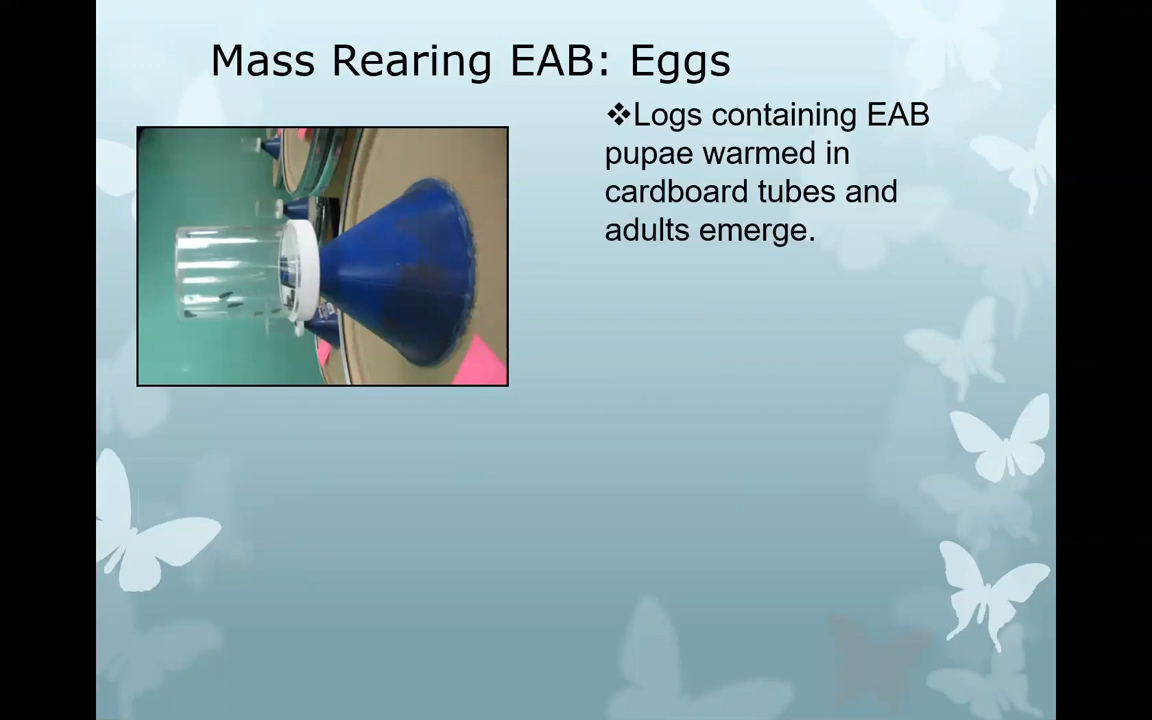 Mass Rearing EAB: Eggs
❖Logs containing EAB
pupae warmed in
cardboard tubes and
adults emerge.